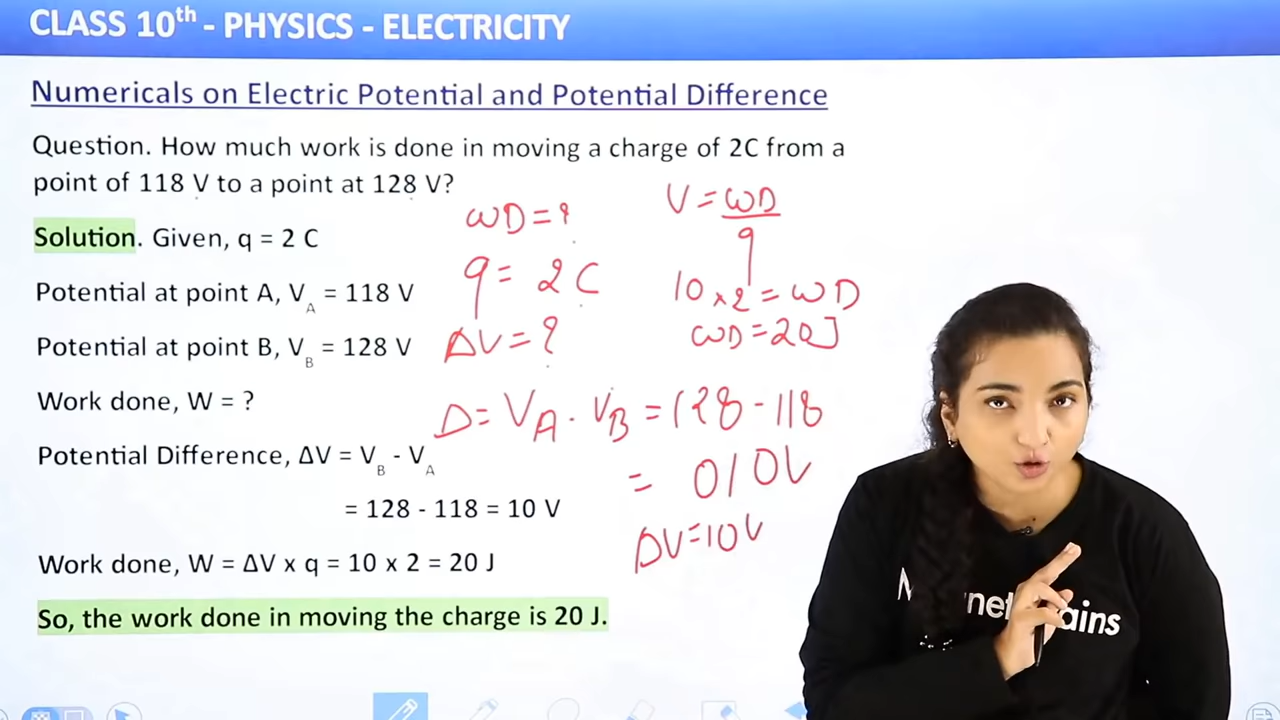 CLASS 10th - PHYSICS - ELECTRICITY
Numericals on Electric Potential and Potential Difference
Question. How much work is done in moving a charge of 2C from a
point of 118 V to a point at 128 V?
Solution. Given, q = 2 C
Potential at point A, VA = 118 V
Potential at point B, VB = 128 V
Work done, W = ?
Potential Difference, ΔV = VB - VA
= 128 - 118 = 10 V
Work done, W = ΔV x q = 10 x 2 = 20 J
So, the work done in moving the charge is 20 J.
WD = ?
q = 2 C
ΔV = ?
V = WD
q
10 x 2 = WD
WD = 20J
Δ = VA - VB = 128 - 118
= 010V
ΔV = 10V